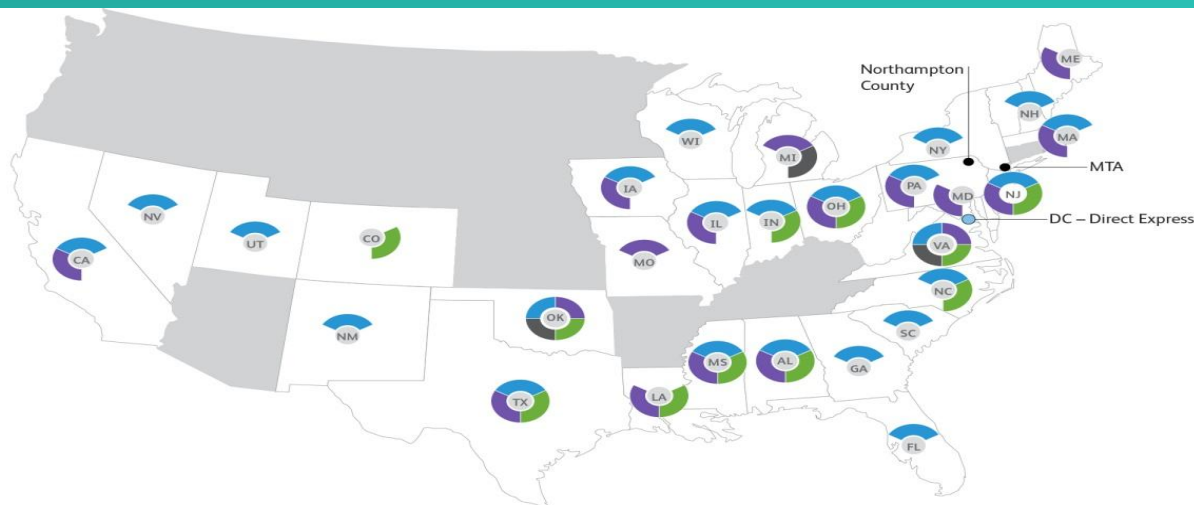 Northampton
County
ME
NH
MA
NY
WI
MI
MTA
IA
PA
MD
NJ
OH
IL
IN
NV
UT
CO
DC – Direct Express
VA
CA
MO
NC
OK
NM
SC
MS
AL
GA
TX
LA
FL